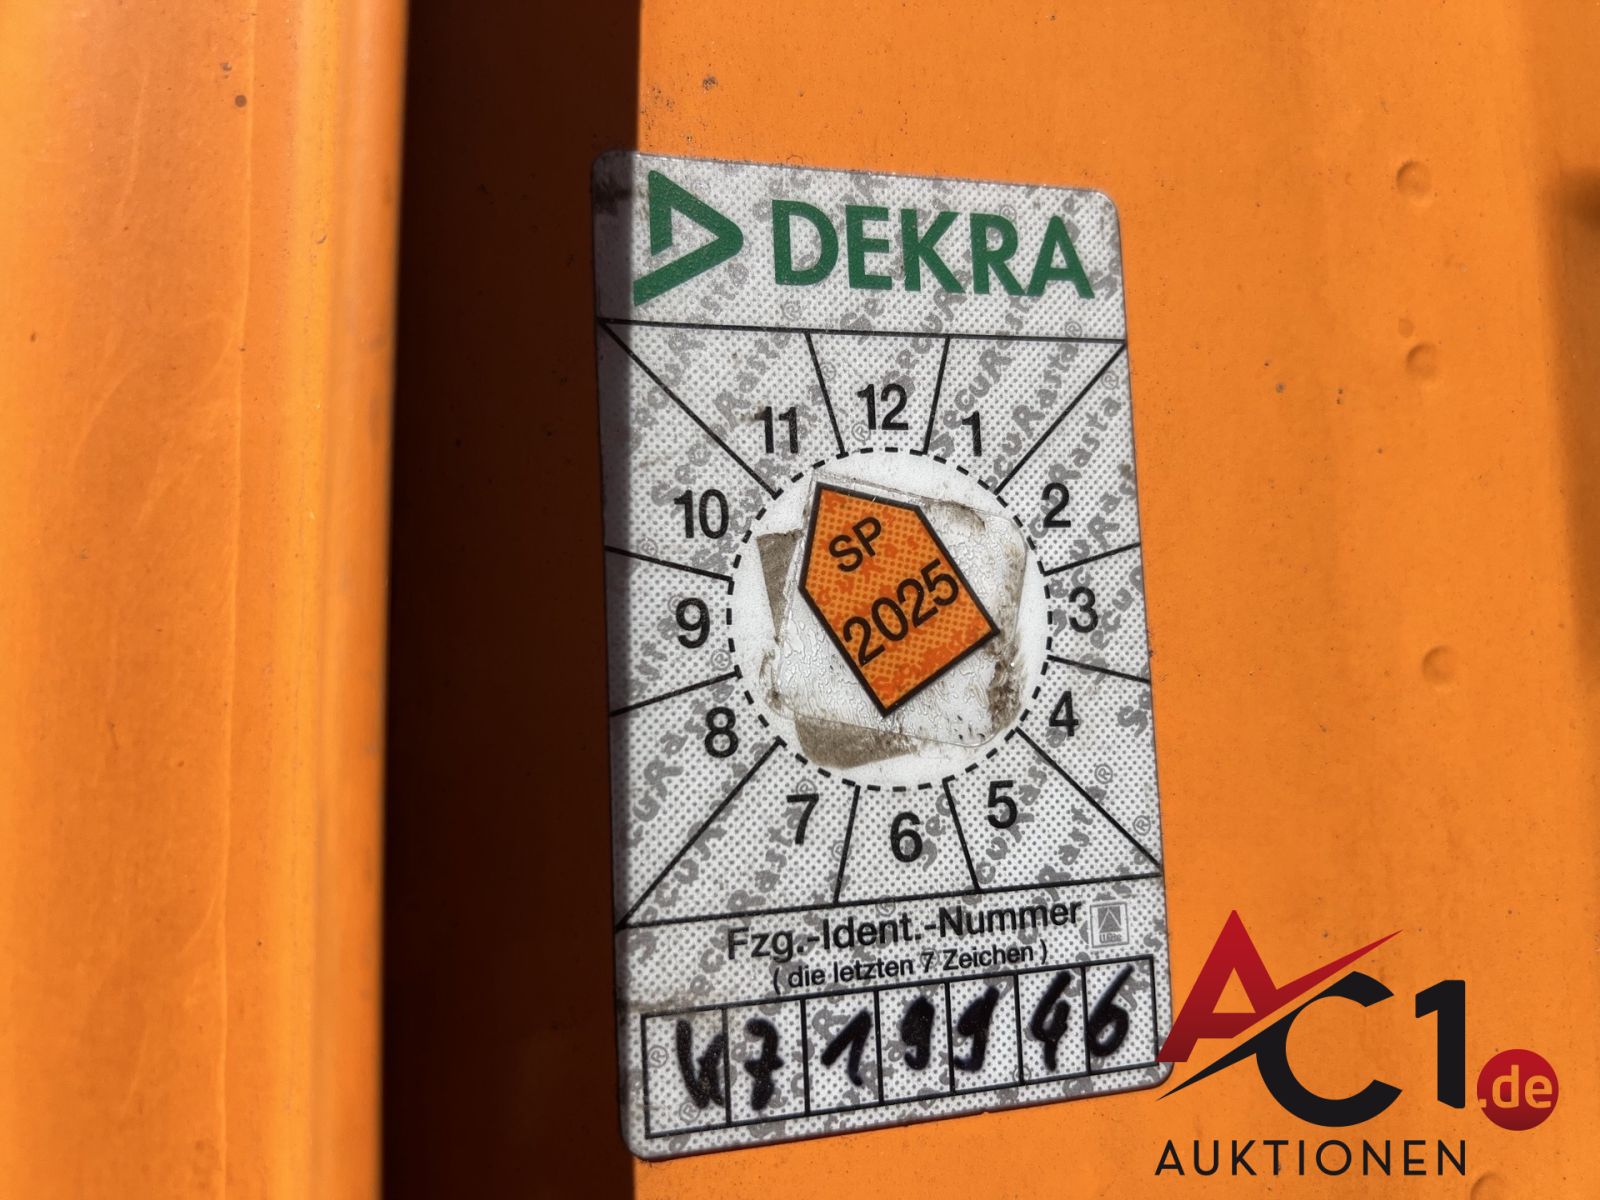 DEKRA
11 12 1
10 2
9 3
8 4
7 6 5
SP
2025
Fzg.-Ident.-Nummer
(die letzten 7 Zeichen)
719946
AC1.de
AUKTIONEN